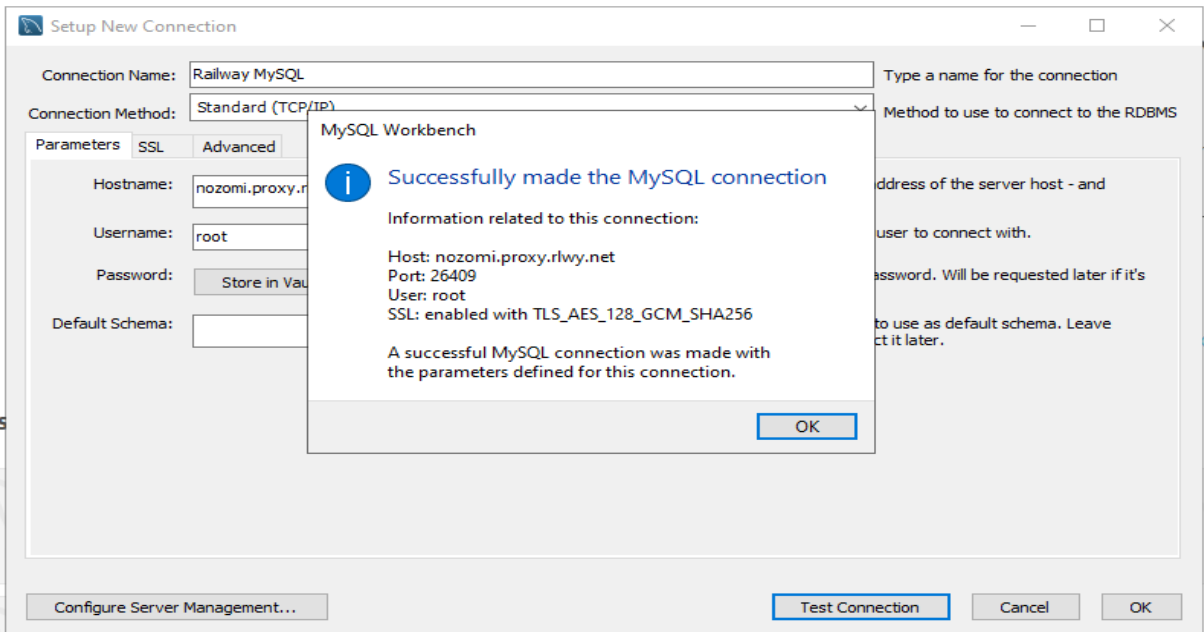 Setup New Connection
Connection Name: Railway MySQL Type a name for the connection
Connection Method: Standard (TCP/IP) Method to use to connect to the RDBMS
Parameters SSL Advanced
Hostname: nozomi.proxy.r address of the server host - and
Username: root user to connect with.
Password: Store in Vau assword. Will be requested later if it's
Default Schema: to use as default schema. Leave
ct it later.
MySQL Workbench
Successfully made the MySQL connection
Information related to this connection:
Host: nozomi.proxy.rlwy.net
Port: 26409
User: root
SSL: enabled with TLS_AES_128_GCM_SHA256
A successful MySQL connection was made with
the parameters defined for this connection.
OK
Configure Server Management... Test Connection Cancel OK